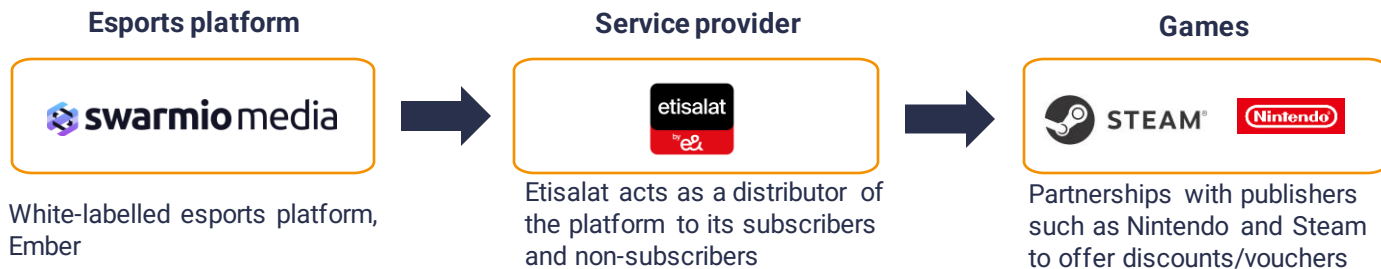 Esports platform
Service provider
Games
swarmio media
etisalat
by e&
STEAM®
Nintendo
White-labelled esports platform,
Ember
Etisalat acts as a distributor of
the platform to its subscribers
and non-subscribers
Partnerships with publishers
such as Nintendo and Steam
to offer discounts/vouchers